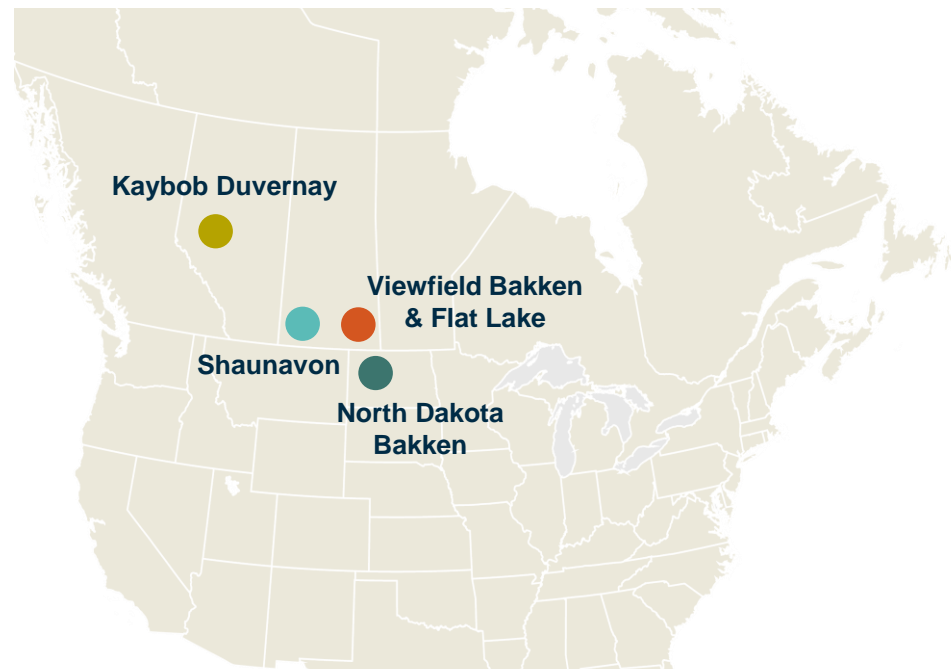 Kaybob Duvernay
Viewfield Bakken
& Flat Lake
Shaunavon
North Dakota
Bakken